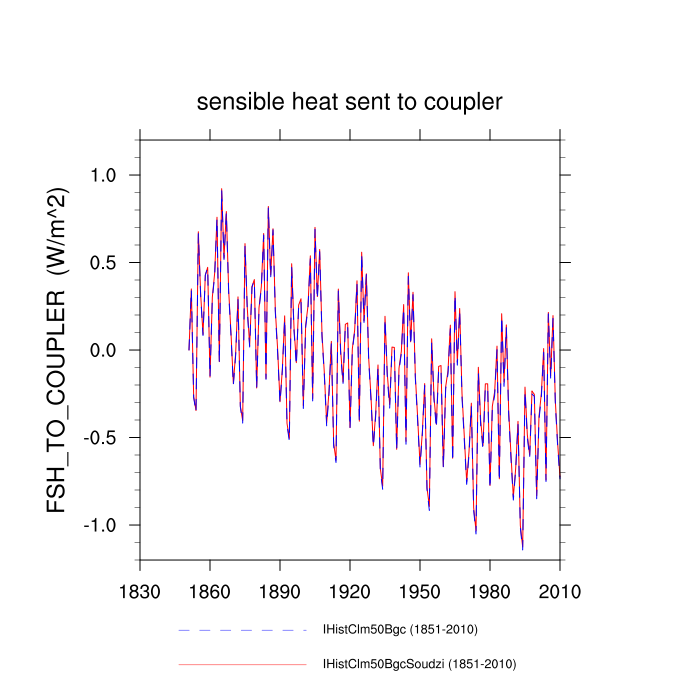 sensible heat sent to coupler
FSH_TO_COUPLER (W/m^2)
1.0
0.5
0.0
-0.5
-1.0
1830 1860 1890 1920 1950 1980 2010
IHistClm50Bgc (1851-2010)
IHistClm50BgcSoudzi (1851-2010)